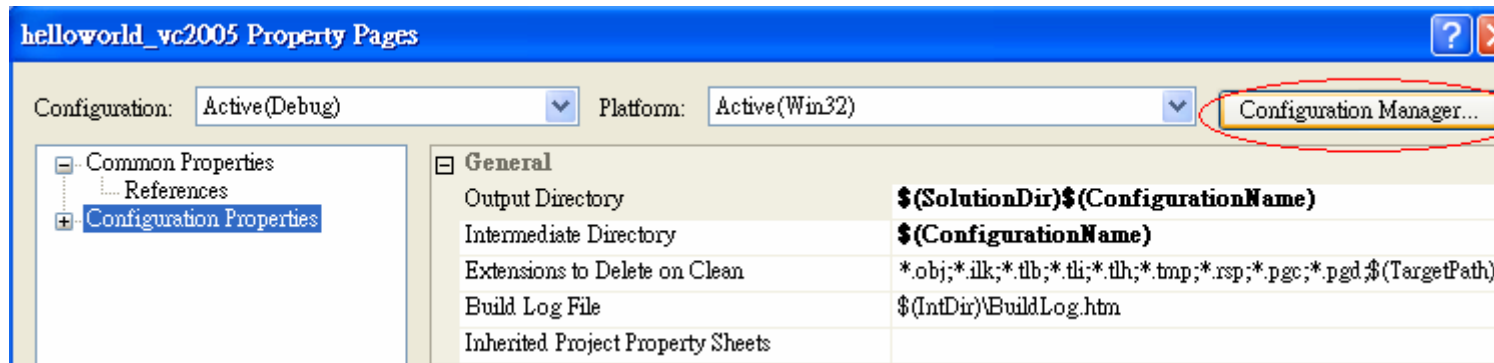 helloworld_vc2005 Property Pages
Configuration: Active(Debug) Platform: Active(Win32) Configuration Manager...
Common Properties
References
Configuration Properties
General
Output Directory $(SolutionDir)$(ConfigurationName)
Intermediate Directory $(ConfigurationName)
Extensions to Delete on Clean *.obj;*.ilk;*.tlb;*.tli;*.tlh;*.tmp;*.rsp;*.pgc;*.pgd;$(TargetPath)
Build Log File $(IntDir)\BuildLog.htm
Inherited Project Property Sheets